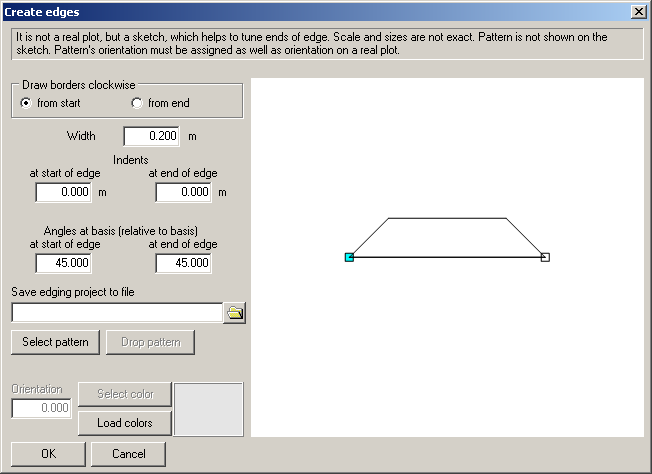 Create edges
It is not a real plot, but a sketch, which helps to tune ends of edge. Scale and sizes are not exact. Pattern is not shown on the
sketch. Pattern's orientation must be assigned as well as orientation on a real plot.
Draw borders clockwise
from start from end
Width 0.200 m
Indents
at start of edge at end of edge
0.000 m 0.000 m
Angles at basis (relative to basis)
at start of edge at end of edge
45.000 45.000
Save edging project to file
Select pattern Drop pattern
Orientation Select color
0.000
Load colors
OK Cancel